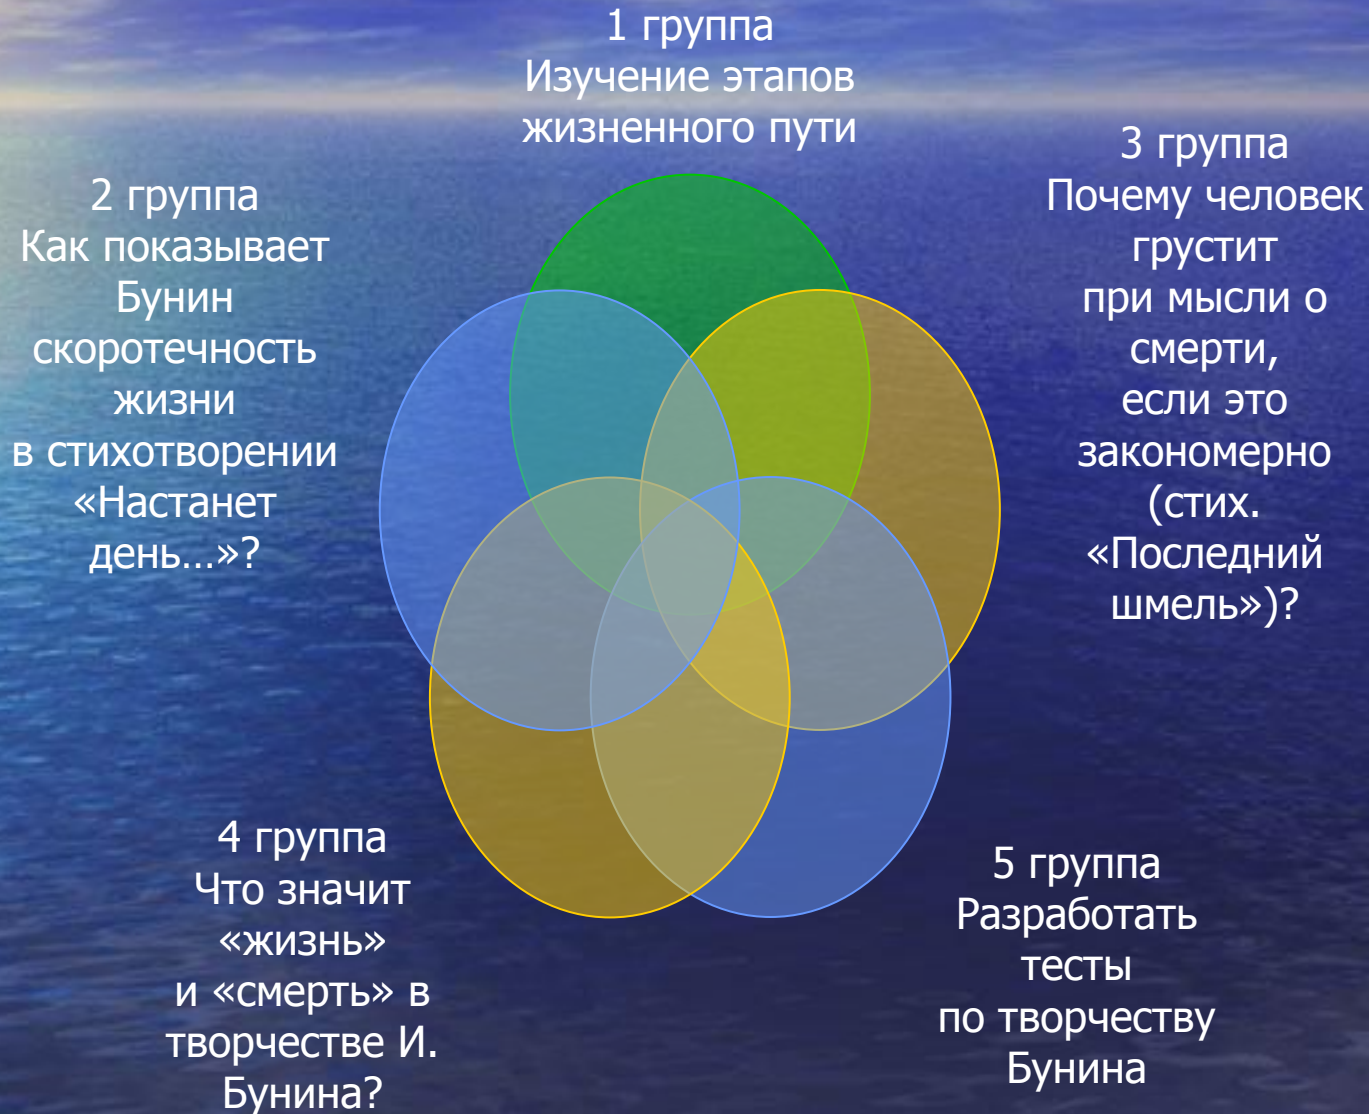 1 группа
Изучение этапов
жизненного пути
2 группа
Как показывает
Бунин
скоротечность
жизни
в стихотворении
«Настанет
день…»?
3 группа
Почему человек
грустит
при мысли о
смерти,
если это
закономерно
(стих.
«Последний
шмель»)?
4 группа
Что значит
«жизнь»
и «смерть» в
творчестве И.
Бунина?
5 группа
Разработать
тесты
по творчеству
Бунина